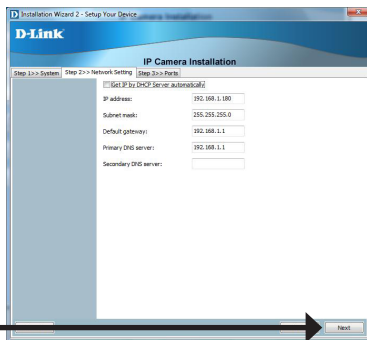 Installation Wizard 2 - Setup Your Device
D-Link
IP Camera Installation
Step 1>> System
Step 2>> Network Setting
Step 3>> Ports
Get IP by DHCP Server automatically
IP address: 192.168.1.180
Subnet mask: 255.255.255.0
Default gateway: 192.168.1.1
Primary DNS server: 192.168.1.1
Secondary DNS server:
Next